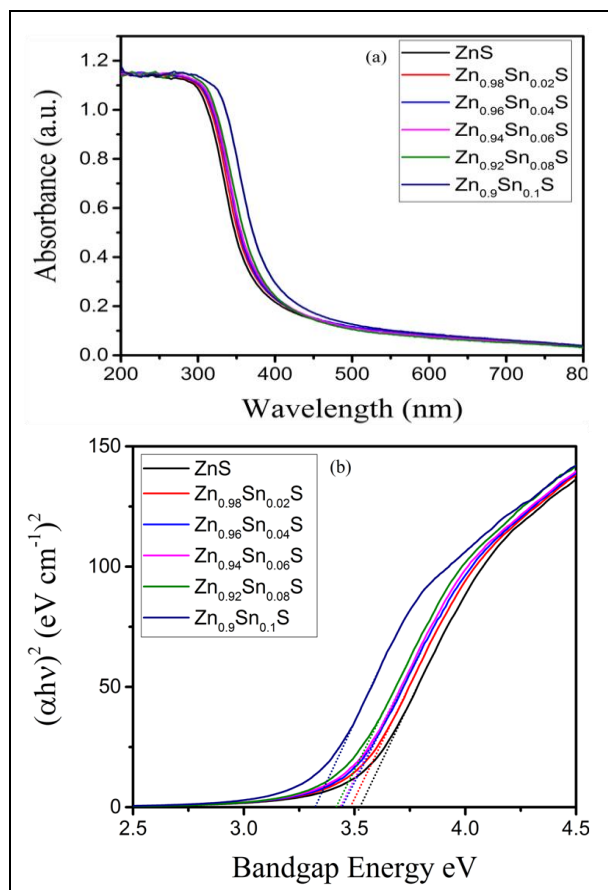 (a)
ZnS
Zn₀.₉₈Sn₀.₀₂S
Zn₀.₉₆Sn₀.₀₄S
Zn₀.₉₄Sn₀.₀₆S
Zn₀.₉₂Sn₀.₀₈S
Zn₀.₉Sn₀.₁S
1.2
1.0
0.8
0.6
0.4
0.2
0.0
Absorbance (a.u.)
200 300 400 500 600 700 80
Wavelength (nm)
(b)
ZnS
Zn₀.₉₈Sn₀.₀₂S
Zn₀.₉₆Sn₀.₀₄S
Zn₀.₉₄Sn₀.₀₆S
Zn₀.₉₂Sn₀.₀₈S
Zn₀.₉Sn₀.₁S
150
100
50
0
(αhν)² (eV cm⁻¹)²
2.5 3.0 3.5 4.0 4.5
Bandgap Energy eV